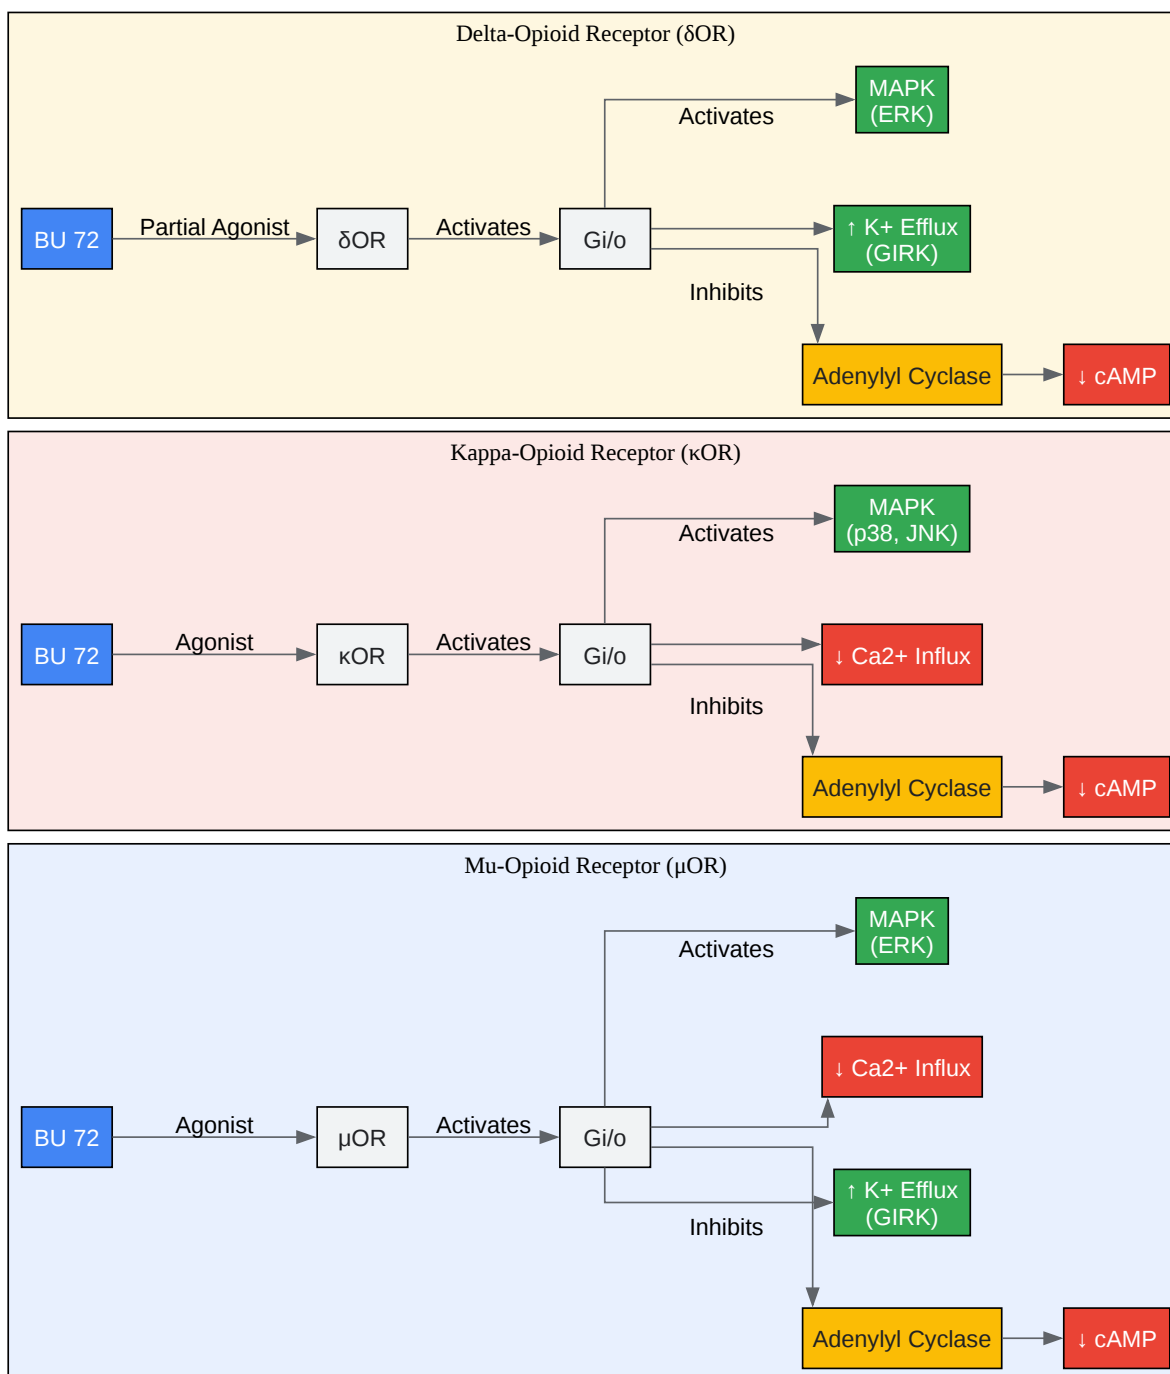 Delta-Opioid Receptor (δOR)
MAPK
(ERK)
Activates
BU 72
Partial Agonist
δOR
Activates
Gi/o
↑ K+ Efflux
(GIRK)
Inhibits
Adenylyl Cyclase
↓ cAMP
Kappa-Opioid Receptor (κOR)
MAPK
(p38, JNK)
Activates
BU 72
Agonist
κOR
Activates
Gi/o
↓ Ca2+ Influx
Inhibits
Adenylyl Cyclase
↓ cAMP
Mu-Opioid Receptor (μOR)
MAPK
(ERK)
Activates
↓ Ca2+ Influx
BU 72
Agonist
μOR
Activates
Gi/o
↑ K+ Efflux
(GIRK)
Inhibits
Adenylyl Cyclase
↓ cAMP